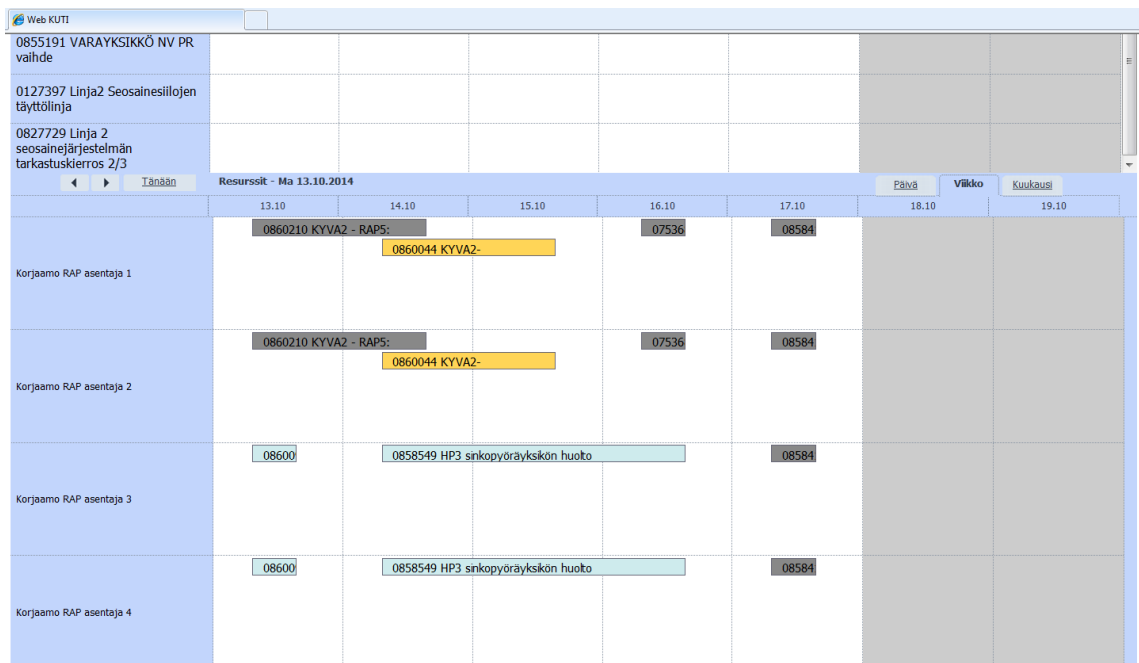 Web KUTI
0855191 VARAYKSIKKÖ NV PR
vaihde
0127397 Linja2 Seosainesiilojen
täyttölinja
0827729 Linja 2
seosainejärjestelmän
tarkastuskierros 2/3
Tänään Resurssit - Ma 13.10.2014 Päivä Viikko Kuukausi
13.10 14.10 15.10 16.10 17.10 18.10 19.10
0860210 KYVA2 - RAP5: 07536 08584
0860044 KYVA2-
Korjaamo RAP asentaja 1
0860210 KYVA2 - RAP5: 07536 08584
0860044 KYVA2-
Korjaamo RAP asentaja 2
08600 0858549 HP3 sinkopyöräyksikön huolto 08584
Korjaamo RAP asentaja 3
08600 0858549 HP3 sinkopyöräyksikön huolto 08584
Korjaamo RAP asentaja 4